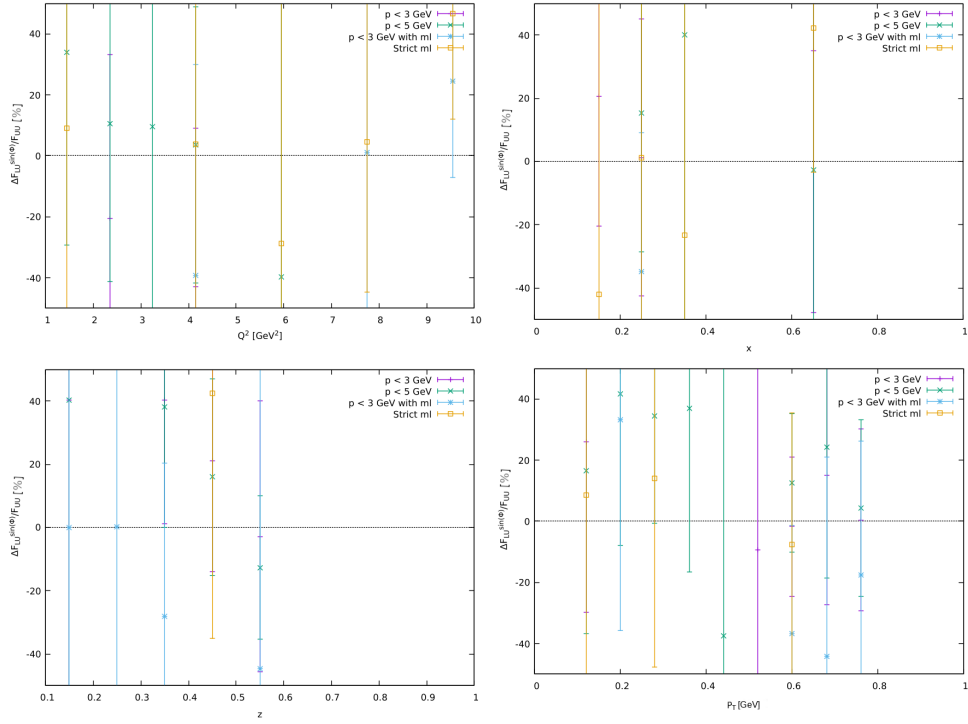 p < 3 GeV
p < 5 GeV
p < 3 GeV with ml
Strict ml
40
20
0
-20
-40
ΔF_LU^sin(Φ)/F_UU [%]
0 1 2 3 4 5 6 7 8 9 10
Q² [GeV²]
p < 3 GeV
p < 5 GeV
p < 3 GeV with ml
Strict ml
40
20
0
-20
-40
ΔF_LU^sin(Φ)/F_UU [%]
0 0.2 0.4 0.6 0.8 1
x
p < 3 GeV
p < 5 GeV
p < 3 GeV with ml
Strict ml
40
20
0
-20
-40
ΔF_LU^sin(Φ)/F_UU [%]
0.1 0.2 0.3 0.4 0.5 0.6 0.7 0.8 0.9 1
z
p < 3 GeV
p < 5 GeV
p < 3 GeV with ml
Strict ml
40
20
0
-20
-40
ΔF_LU^sin(Φ)/F_UU [%]
0 0.2 0.4 0.6 0.8 1
P_T [GeV]